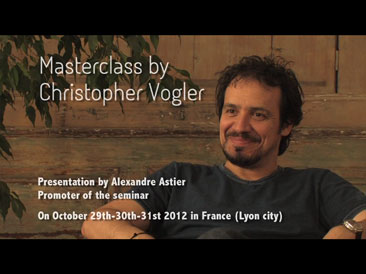 Masterclass by
Christopher Vogler
Presentation by Alexandre Astier
Promoter of the seminar
On October 29th-30th-31st 2012 in France (Lyon city)